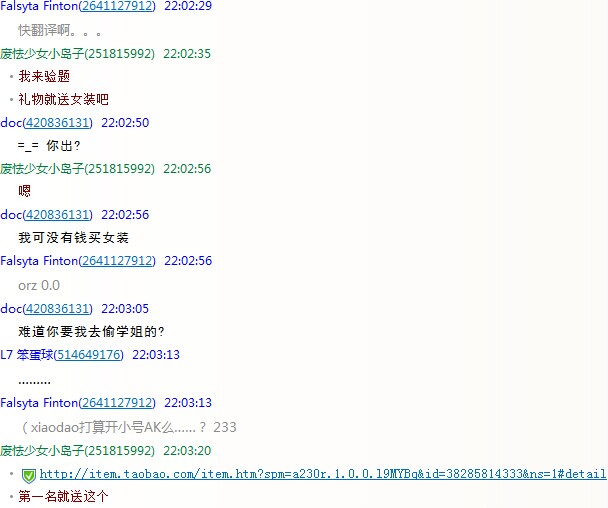 Falsyta Finton(2641127912) 22:02:29
快翻译啊。。。
废怯少女小岛子(251815992) 22:02:35
• 我来验题
• 礼物就送女装吧
doc(420836131) 22:02:50
=_= 你出?
废怯少女小岛子(251815992) 22:02:56
嗯
doc(420836131) 22:02:56
我可没有钱买女装
Falsyta Finton(2641127912) 22:02:56
orz 0.0
doc(420836131) 22:03:05
难道你要我去偷学姐的?
L7 笨蛋球(514649176) 22:03:13
.........
Falsyta Finton(2641127912) 22:03:13
（xiaodao打算开小号AK么……？ 233
废怯少女小岛子(251815992) 22:03:20
• http://item.taobao.com/item.htm?spm=a230r.1.0.0.l9MYBq&id=38285814333&ns=1#detail
• 第一名就送这个